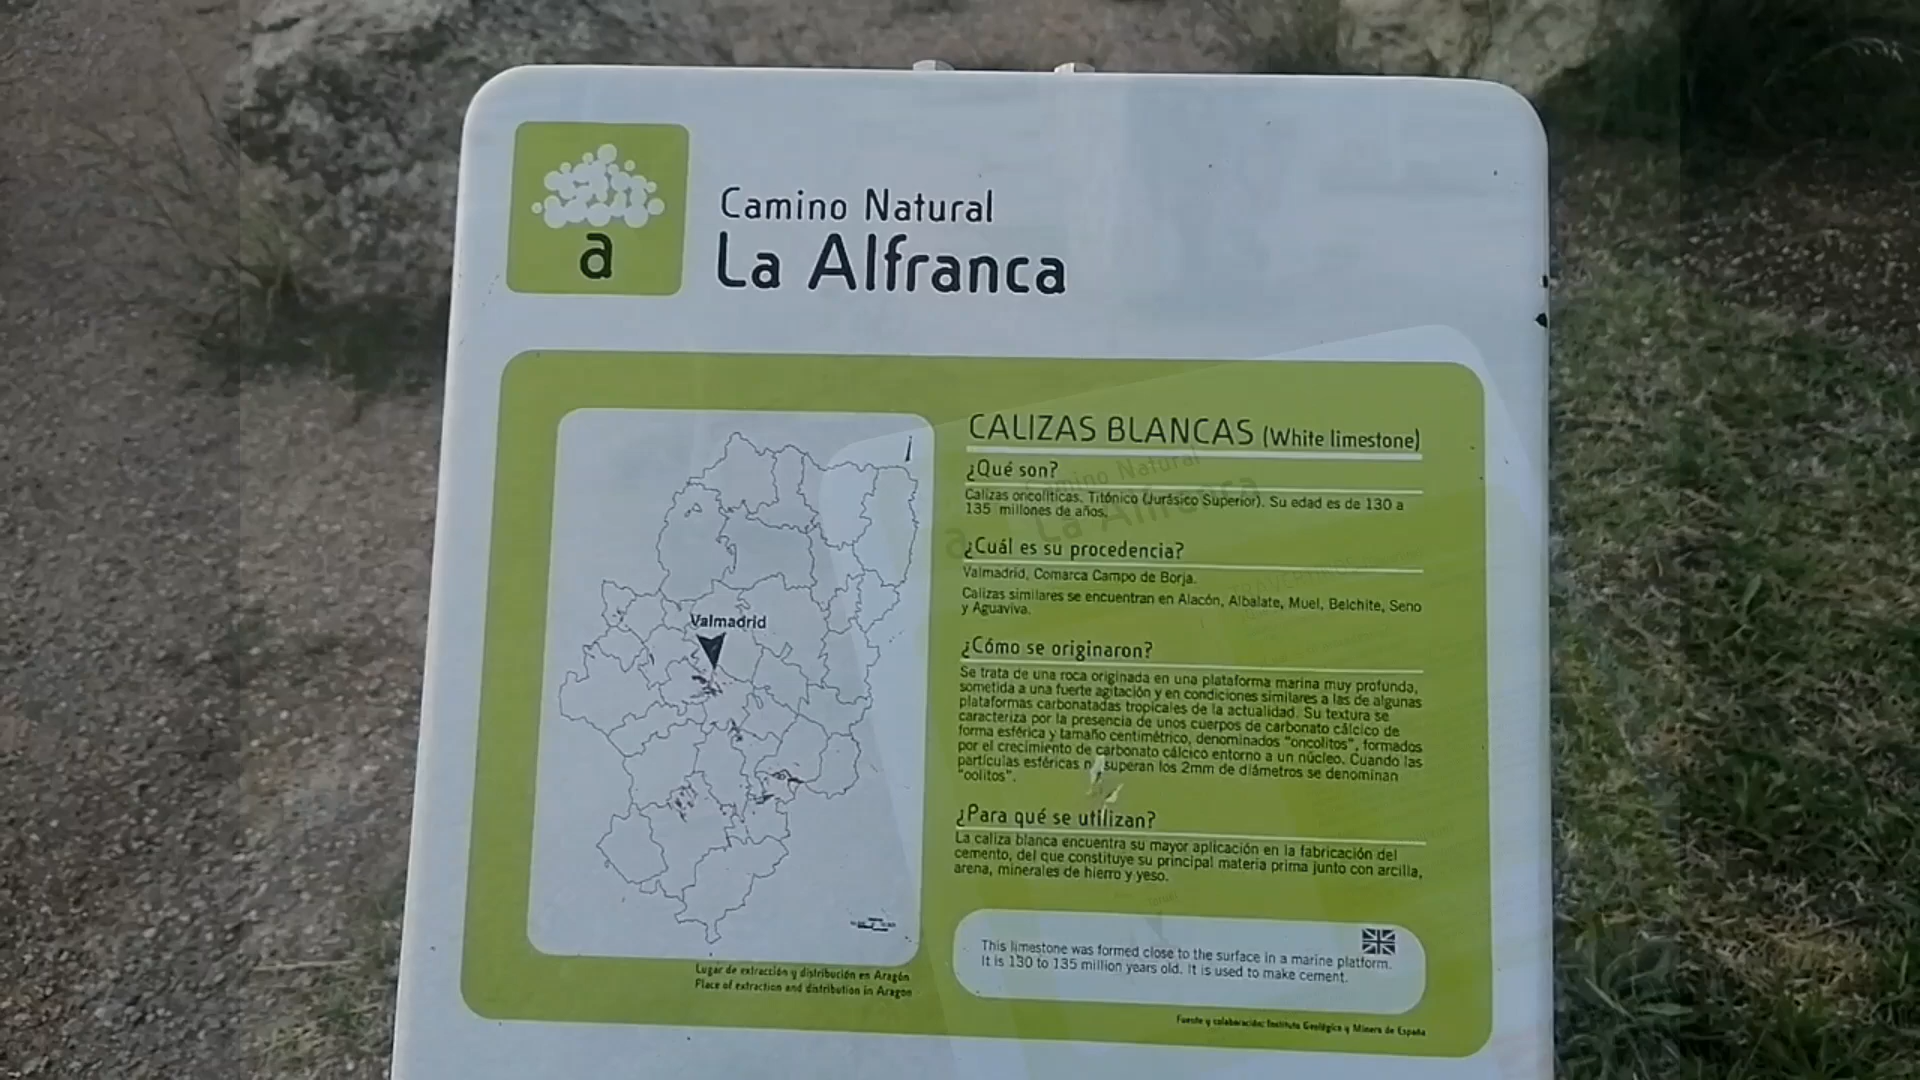 a
Camino Natural
La Alfranca
Valmadrid
Lugar de extracción y distribución en Aragón
Place of extraction and distribution in Aragon
CALIZAS BLANCAS (White limestone)
¿Qué son?
Calizas oncolíticas. Titónico (Jurásico Superior). Su edad es de 130 a
135 millones de años.
¿Cuál es su procedencia?
Valmadrid, Comarca Campo de Borja.
Calizas similares se encuentran en Alacón, Albalate, Muel, Belchite, Seno
y Aguaviva.
¿Cómo se originaron?
Se trata de una roca originada en una plataforma marina muy profunda,
sometida a una fuerte agitación y en condiciones similares a las de algunas
plataformas carbonatadas tropicales de la actualidad. Su textura se
caracteriza por la presencia de unos cuerpos de carbonato cálcico de
forma esférica y tamaño centimétrico, denominados "oncolitos", formados
por el crecimiento de carbonato cálcico entorno a un núcleo. Cuando las
partículas esféricas superan los 2mm de diámetros se denominan
"oolitos".
¿Para qué se utilizan?
La caliza blanca encuentra su mayor aplicación en la fabricación del
cemento, del que constituye su principal materia prima junto con arcilla,
arena, minerales de hierro y yeso.
This limestone was formed close to the surface in a marine platform.
It is 130 to 135 million years old. It is used to make cement.
Fuente y colaboración: Instituto Geológico y Minero de España
Camino Natural
La Alfranca